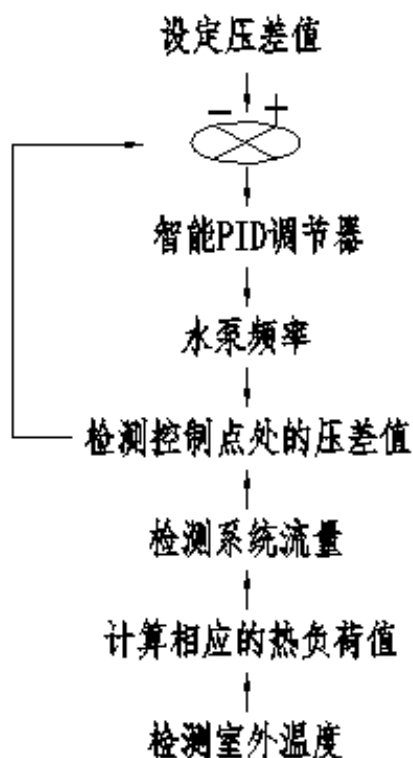 设定压差值
− +
智能PID调节器
水泵频率
检测控制点处的压差值
检测系统流量
计算相应的热负荷值
检测室外温度